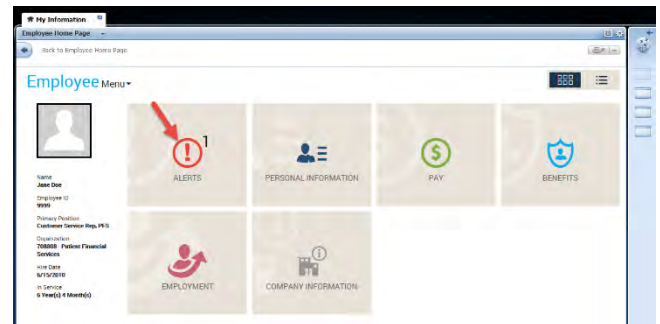 My Information
Employee Home Page
Back to Employee Home Page
Employee Menu
1
ALERTS
PERSONAL INFORMATION
PAY
BENEFITS
Name
Jane Doe
Employee ID
9999
Primary Position
Customer Service Rep, PFS
Organization
708808 - Patient Financial
Services
Hire Date
6/15/2010
In Service
6 Year(s) 4 Month(s)
EMPLOYMENT
COMPANY INFORMATION